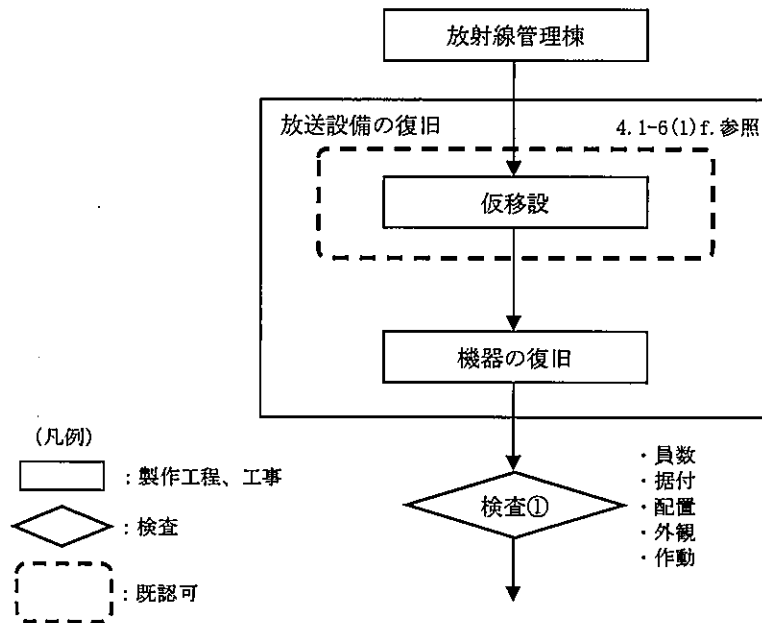 放射線管理棟
放送設備の復旧
4.1-6(1)f.参照
仮移設
機器の復旧
検査①
・員数
・据付
・配置
・外観
・作動
(凡例)
：製作工程、工事
：検査
：既認可